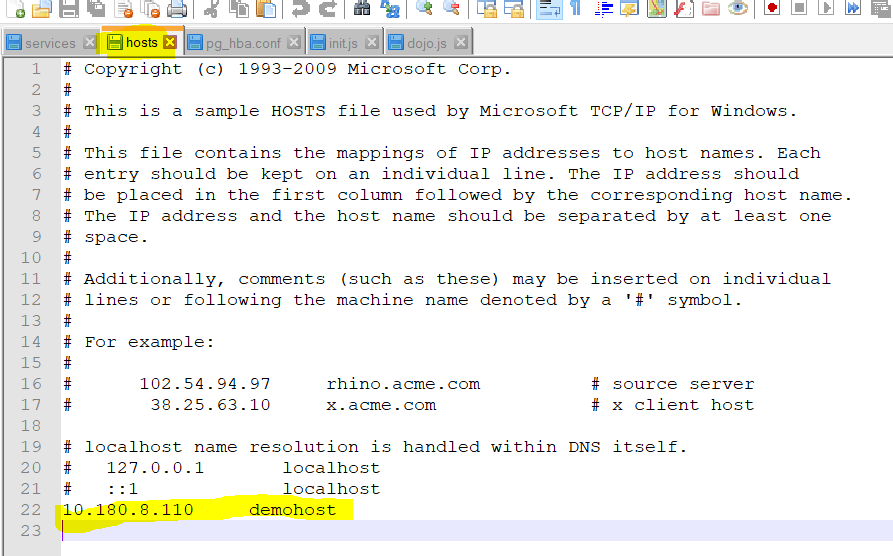 services hosts pg_hba.conf init.js dojo.js
1 # Copyright (c) 1993-2009 Microsoft Corp.
2 #
3 # This is a sample HOSTS file used by Microsoft TCP/IP for Windows.
4 #
5 # This file contains the mappings of IP addresses to host names. Each
6 # entry should be kept on an individual line. The IP address should
7 # be placed in the first column followed by the corresponding host name.
8 # The IP address and the host name should be separated by at least one
9 # space.
10 #
11 # Additionally, comments (such as these) may be inserted on individual
12 # lines or following the machine name denoted by a '#' symbol.
13 #
14 # For example:
15 #
16 #      102.54.94.97     rhino.acme.com          # source server
17 #       38.25.63.10     x.acme.com              # x client host
18
19 # localhost name resolution is handled within DNS itself.
20 #   127.0.0.1       localhost
21 #   ::1             localhost
22 10.180.8.110     demohost
23